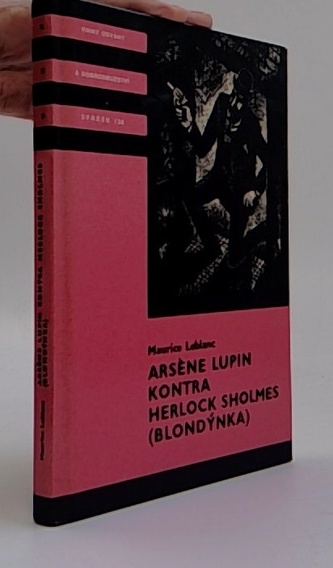 KNIHY ODVAHY
A DOBRODRUŽSTVÍ
SVAZEK
Maurice Leblanc
ARSÈNE LUPIN
KONTRA
HERLOCK SHOLMES
(BLONDÝNKA)
Maurice Leblanc
ARSÈNE LUPIN KONTRA HERLOCK SHOLMES
(BLONDÝNKA)